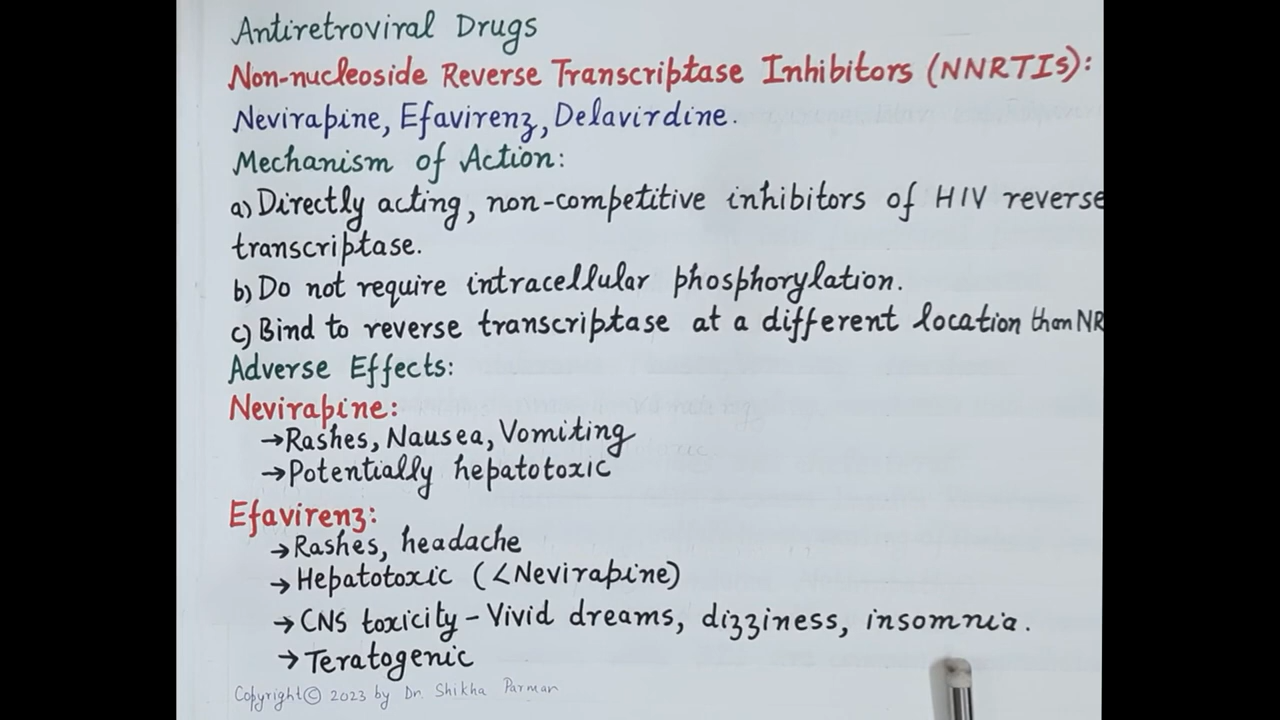 Antiretroviral Drugs
Non-nucleoside Reverse Transcriptase Inhibitors (NNRTIs):
Nevirapine, Efavirenz, Delavirdine.
Mechanism of Action:
a) Directly acting, non-competitive inhibitors of HIV reverse
transcriptase.
b) Do not require intracellular phosphorylation.
c) Bind to reverse transcriptase at a different location than NR
Adverse Effects:
Nevirapine:
→Rashes, Nausea, Vomiting
→Potentially hepatotoxic
Efavirenz:
→Rashes, headache
→Hepatotoxic (<Nevirapine)
→CNS toxicity - Vivid dreams, dizziness, insomnia.
→Teratogenic
Copyright© 2023 by Dr. Shikha Parmar